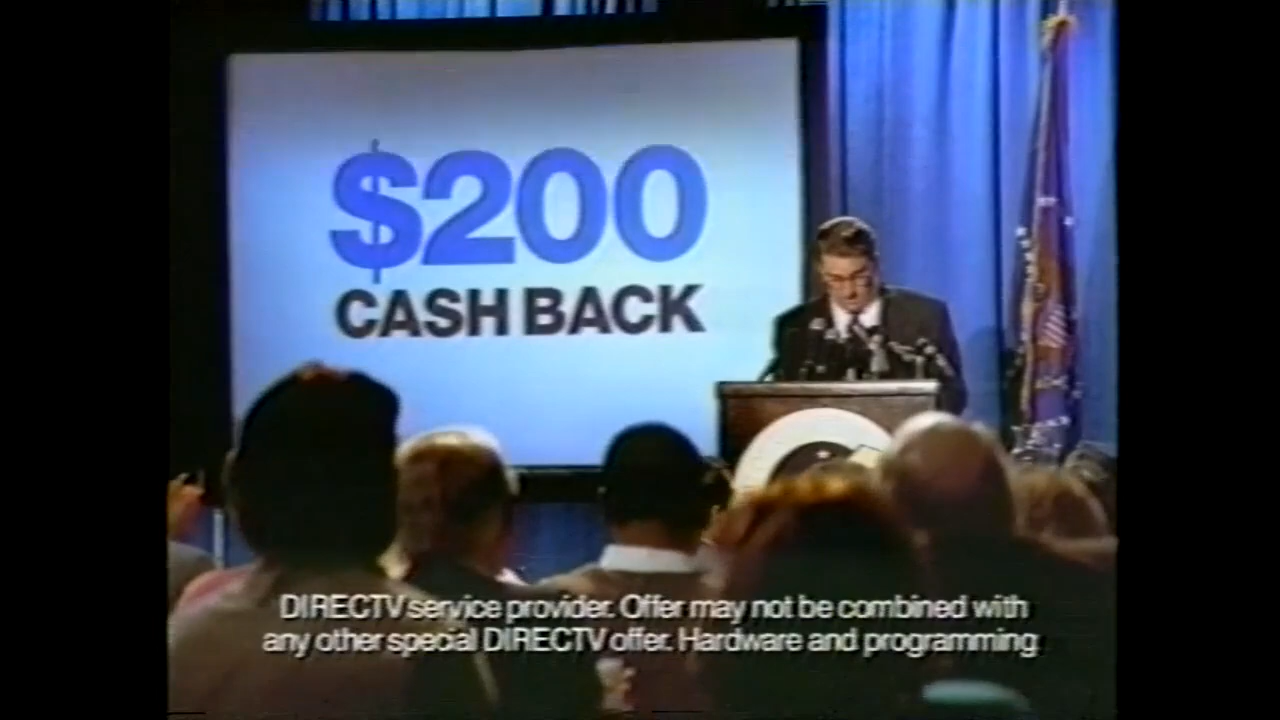 $200
CASH BACK
DIRECTV service provider. Offer may not be combined with
any other special DIRECTV offer. Hardware and programming